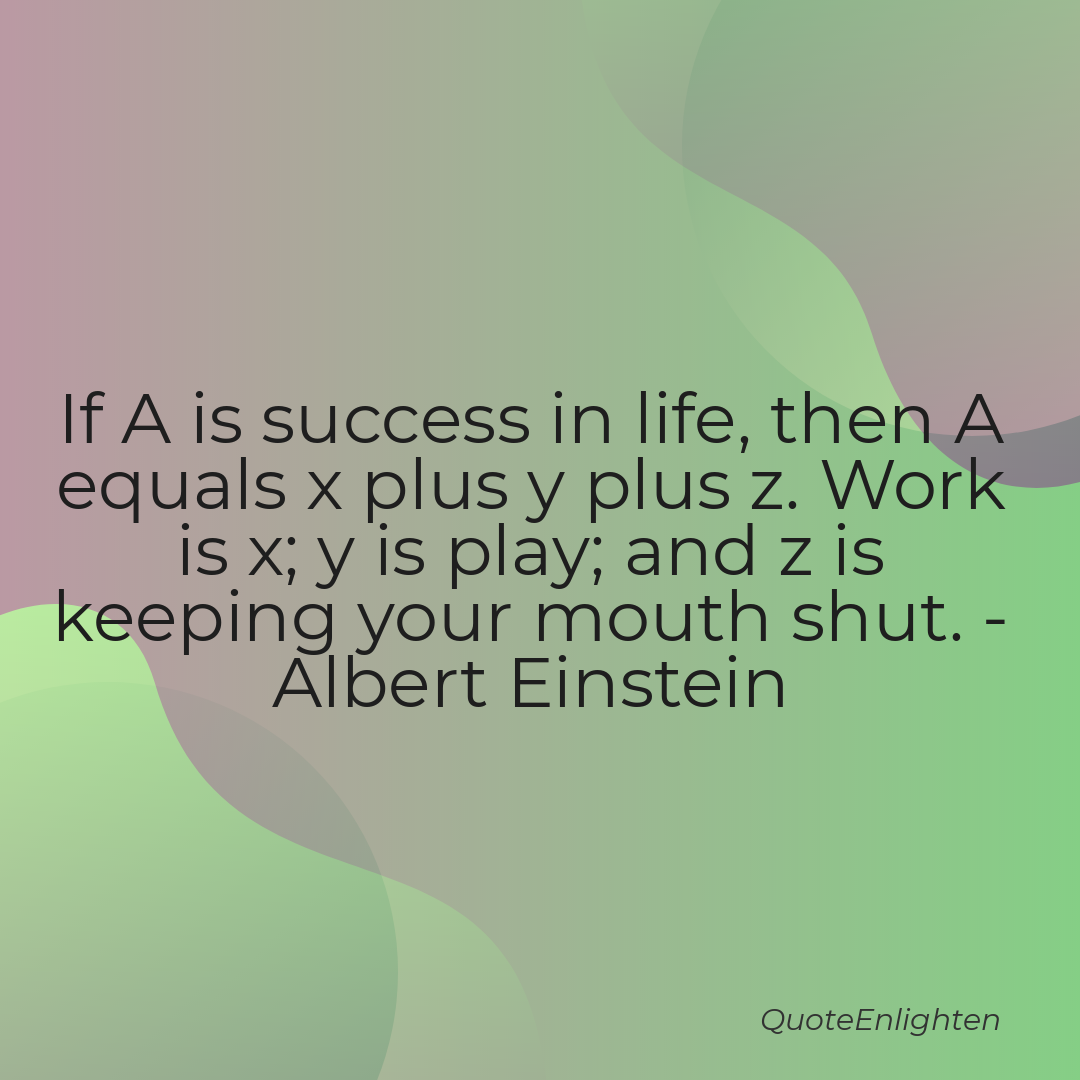 If A is success in life, then A
equals x plus y plus z. Work
is x; y is play; and z is
keeping your mouth shut. -
Albert Einstein
QuoteEnlighten